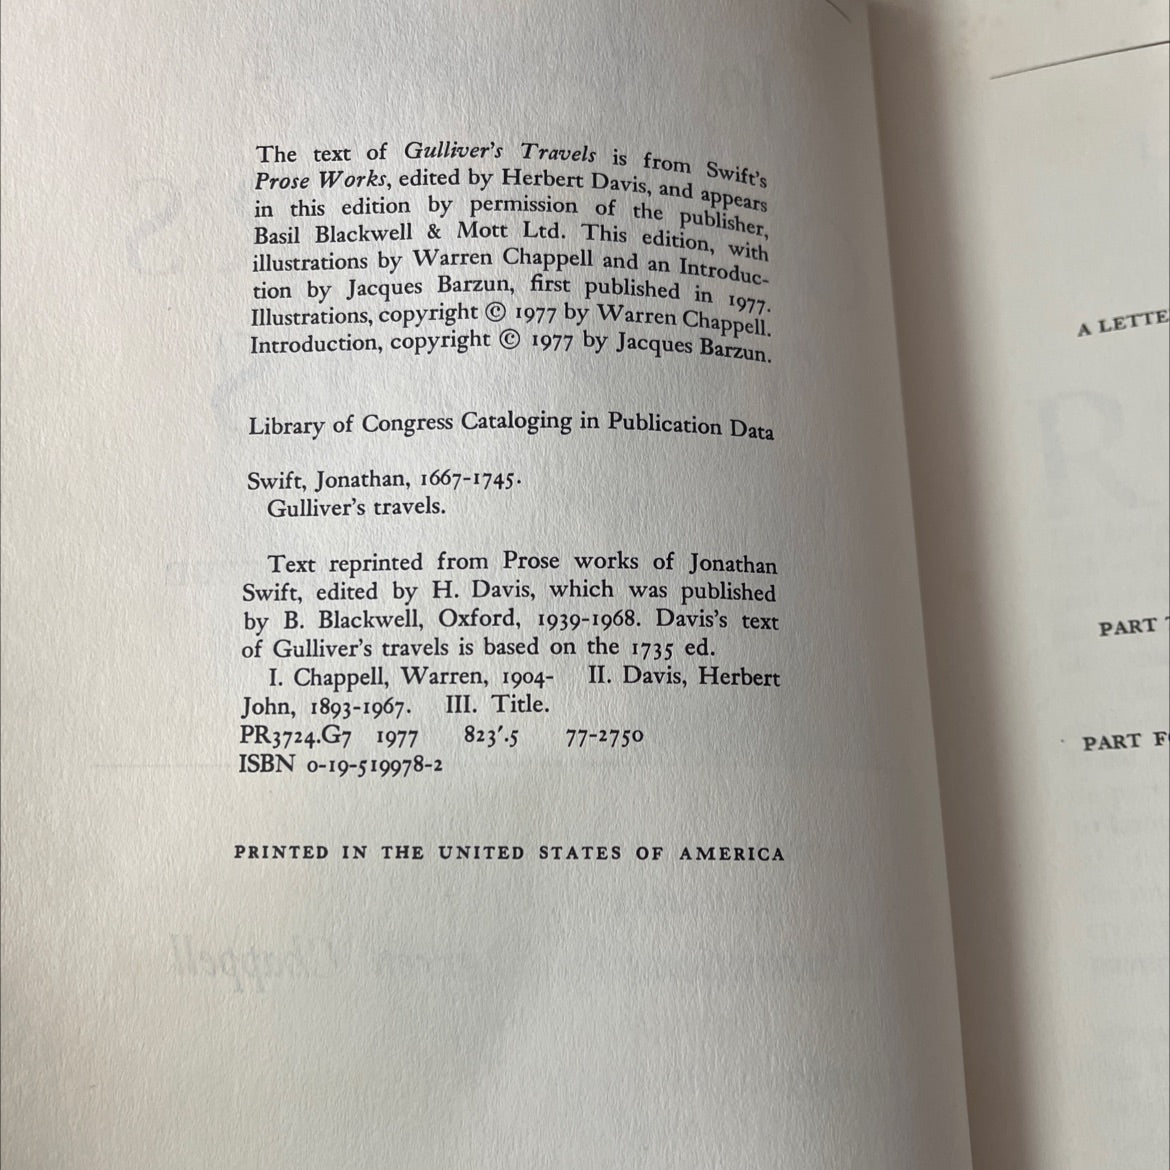 The text of Gulliver's Travels is from Swift's
Prose Works, edited by Herbert Davis, and appears
in this edition by permission of the publisher,
Basil Blackwell & Mott Ltd. This edition, with
illustrations by Warren Chappell and an Introduc-
tion by Jacques Barzun, first published in 1977.
Illustrations, copyright © 1977 by Warren Chappell.
Introduction, copyright © 1977 by Jacques Barzun.
Library of Congress Cataloging in Publication Data
Swift, Jonathan, 1667-1745.
Gulliver's travels.
Text reprinted from Prose works of Jonathan
Swift, edited by H. Davis, which was published
by B. Blackwell, Oxford, 1939-1968. Davis's text
of Gulliver's travels is based on the 1735 ed.
I. Chappell, Warren, 1904- II. Davis, Herbert
John, 1893-1967. III. Title.
PR3724.G7 1977 823'.5 77-2750
ISBN 0-19-519978-2
PRINTED IN THE UNITED STATES OF AMERICA
A LETTE
PART T
PART FO